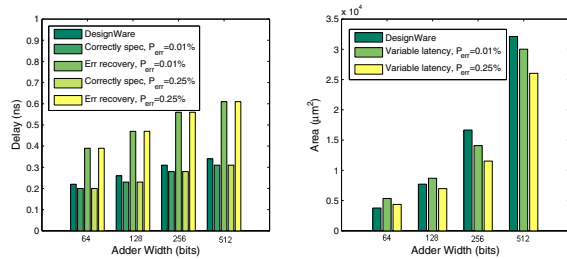 1
0.9
0.8
0.7
0.6
0.5
0.4
0.3
0.2
0.1
0
Delay (ns)
DesignWare
Correctly spec, Perr=0.01%
Err recovery, Perr=0.01%
Correctly spec, Perr=0.25%
Err recovery, Perr=0.25%
64
128
256
512
Adder Width (bits)
x 10^4
3.5
3
2.5
2
1.5
1
0.5
0
Area (μm²)
DesignWare
Variable latency, Perr=0.01%
Variable latency, Perr=0.25%
64
128
256
512
Adder Width (bits)